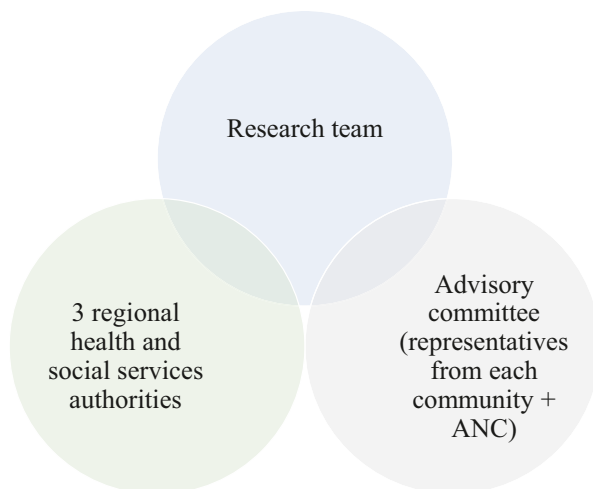 Research team
3 regional
health and
social services
authorities
Advisory
committee
(representatives
from each
community +
ANC)